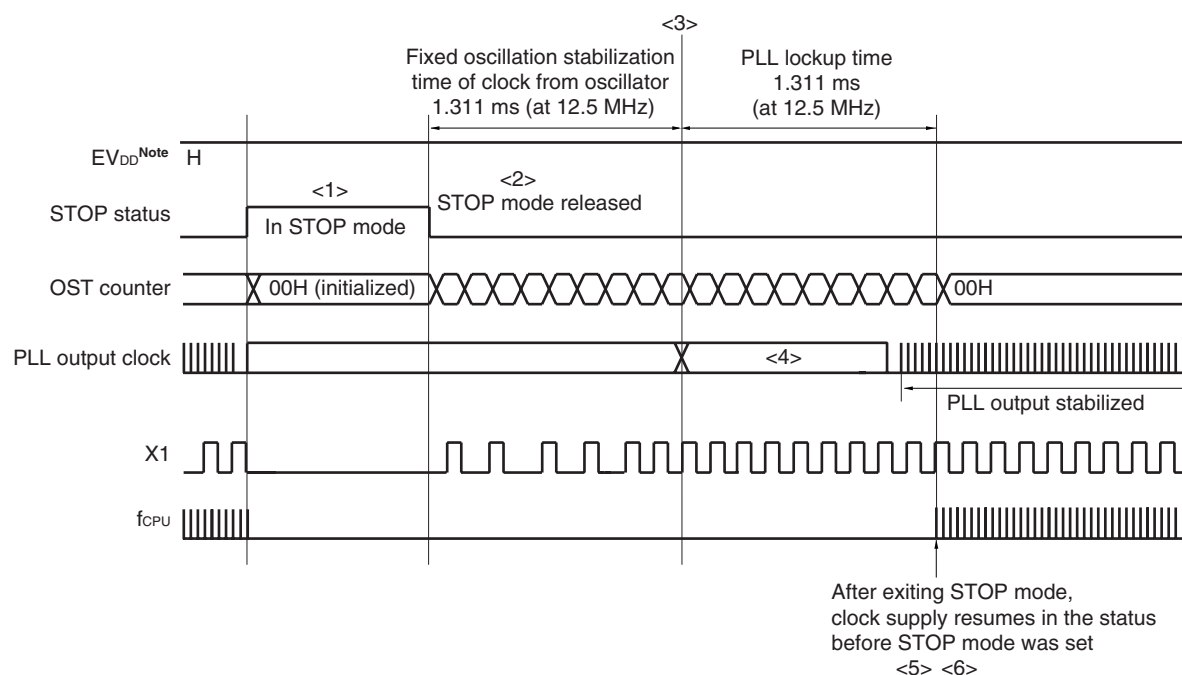 <3>
Fixed oscillation stabilization
time of clock from oscillator
1.311 ms (at 12.5 MHz)
PLL lockup time
1.311 ms
(at 12.5 MHz)
EVDDNote H
<1>
<2>
STOP status
In STOP mode
STOP mode released
OST counter
00H (initialized)
00H
PLL output clock
<4>
PLL output stabilized
X1
fCPU
After exiting STOP mode,
clock supply resumes in the status
before STOP mode was set
<5> <6>